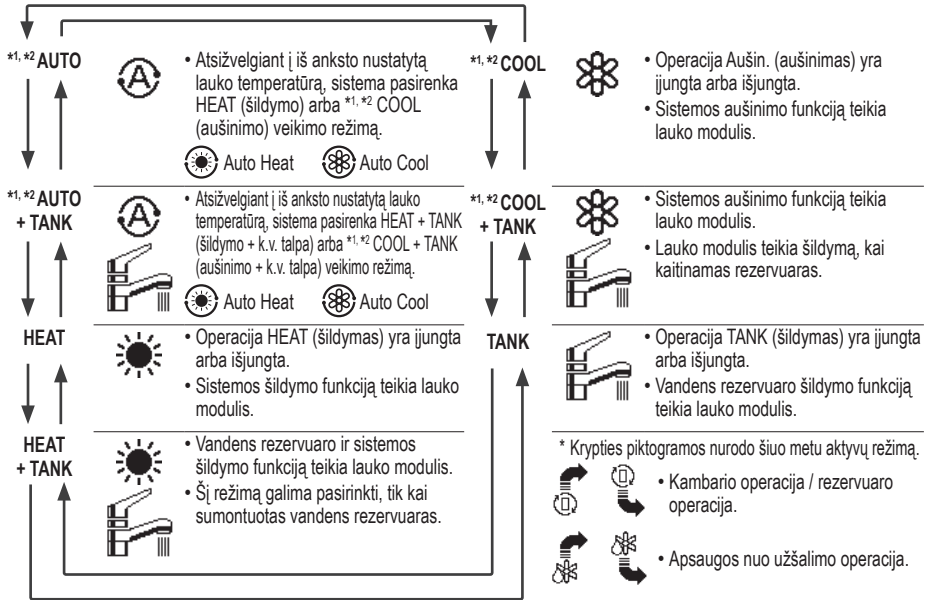 *1, *2 AUTO
• Atsižvelgiant į iš anksto nustatytą
lauko temperatūrą, sistema pasirenka
HEAT (šildymo) arba *1, *2 COOL
(aušinimo) veikimo režimą.
Auto Heat Auto Cool
*1, *2 AUTO
+ TANK
• Atsižvelgiant į iš anksto nustatytą lauko
temperatūrą, sistema pasirenka HEAT + TANK
(šildymo + k.v. talpa) arba *1, *2 COOL + TANK
(aušinimo + k.v. talpa) veikimo režimą.
Auto Heat Auto Cool
HEAT
• Operacija HEAT (šildymas) yra įjungta
arba išjungta.
• Sistemos šildymo funkciją teikia lauko
modulis.
HEAT
+ TANK
• Vandens rezervuaro ir sistemos
šildymo funkciją teikia lauko modulis.
• Šį režimą galima pasirinkti, tik kai
sumontuotas vandens rezervuaras.
*1, *2 COOL
• Operacija Aušin. (aušinimas) yra
įjungta arba išjungta.
• Sistemos aušinimo funkciją teikia
lauko modulis.
*1, *2 COOL
+ TANK
• Sistemos aušinimo funkciją teikia
lauko modulis.
• Lauko modulis teikia šildymą, kai
kaitinamas rezervuaras.
TANK
• Operacija TANK (šildymas) yra įjungta
arba išjungta.
• Vandens rezervuaro šildymo funkciją
teikia lauko modulis.
* Krypties piktogramos nurodo šiuo metu aktyvų režimą.
• Kambario operacija / rezervuaro
operacija.
• Apsaugos nuo užšalimo operacija.